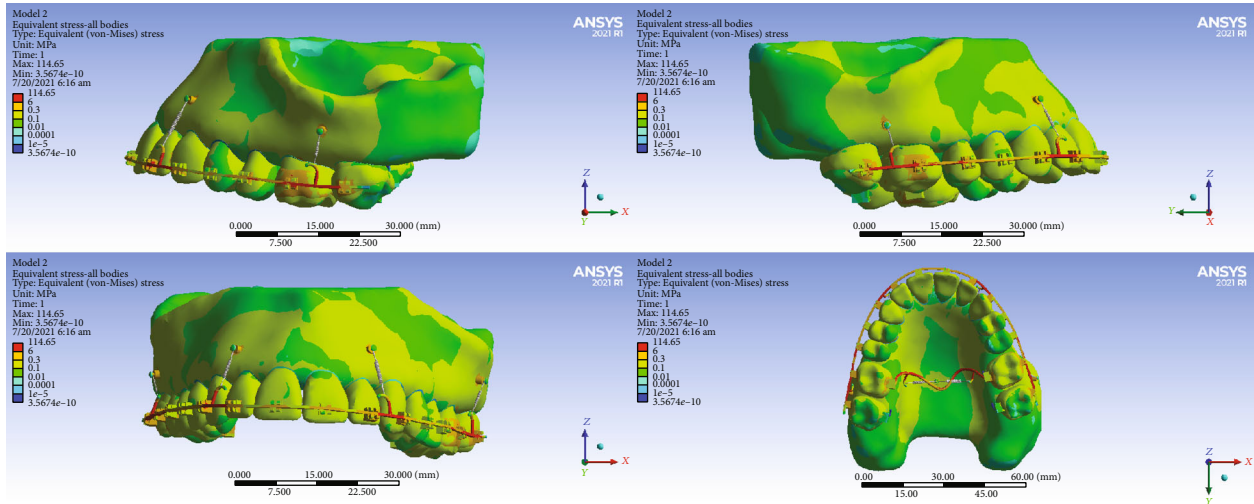 Model 2
Equivalent stress-all bodies
Type: Equivalent (von-Mises) stress
Unit: MPa
Time: 1
Max: 114.65
Min: 3.5674e–10
7/20/2021 6:16 am
114.65
6
0.3
0.1
0.01
0.0001
1e–5
3.5674e–10
ANSYS
2021 R1
Z
Y
X
0.000 15.000 30.000 (mm)
7.500 22.500
Model 2
Equivalent stress-all bodies
Type: Equivalent (von-Mises) stress
Unit: MPa
Time: 1
Max: 114.65
Min: 3.5674e–10
7/20/2021 6:16 am
114.65
6
0.3
0.1
0.01
0.0001
1e–5
3.5674e–10
ANSYS
2021 R1
Z
Y
X
0.000 15.000 30.000 (mm)
7.500 22.500
Model 2
Equivalent stress-all bodies
Type: Equivalent (von-Mises) stress
Unit: MPa
Time: 1
Max: 114.65
Min: 3.5674e–10
7/20/2021 6:16 am
114.65
6
0.3
0.1
0.01
0.0001
1e–5
3.5674e–10
ANSYS
2021 R1
Z
Y
X
0.000 15.000 30.000 (mm)
7.500 22.500
Model 2
Equivalent stress-all bodies
Type: Equivalent (von-Mises) stress
Unit: MPa
Time: 1
Max: 114.65
Min: 3.5674e–10
7/20/2021 6:16 am
114.65
6
0.3
0.1
0.01
0.0001
1e–5
3.5674e–10
ANSYS
2021 R1
Z
X
Y
0.00 30.00 60.00 (mm)
15.00 45.00